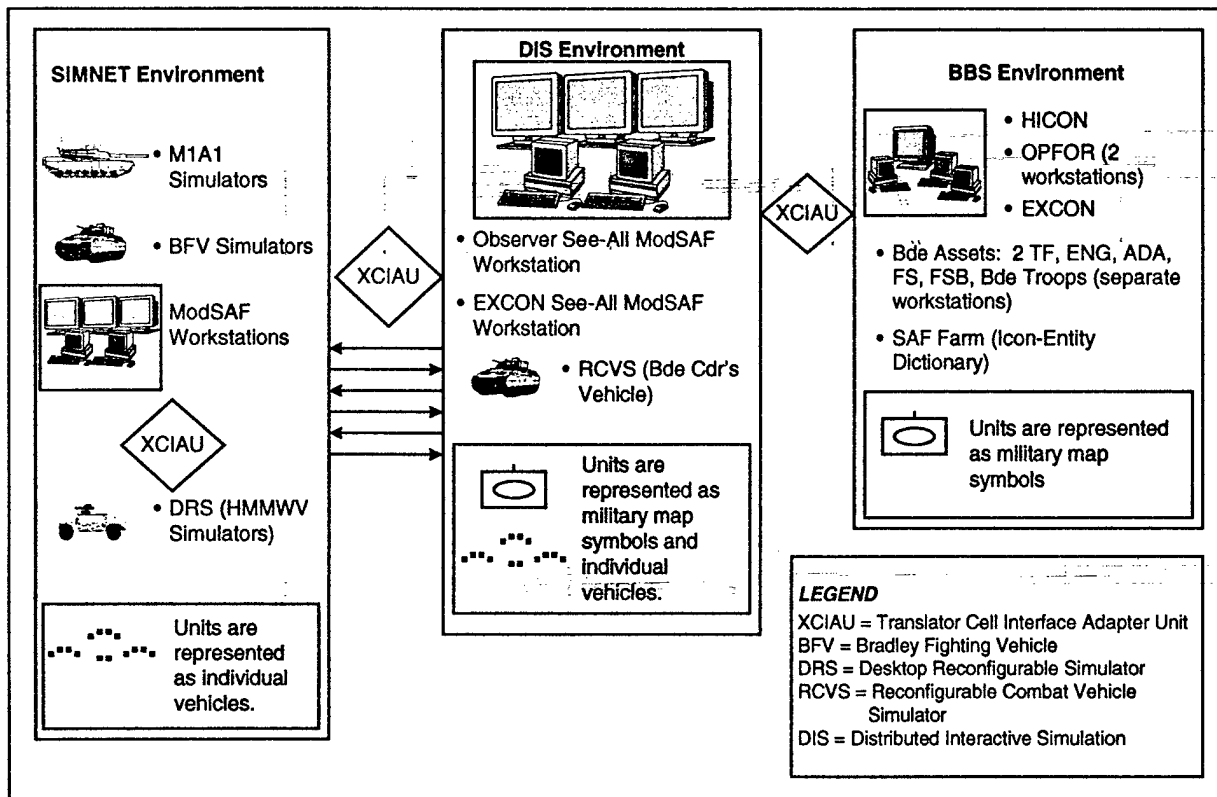 SIMNET Environment
• M1A1
Simulators
• BFV Simulators
ModSAF
Workstations
XCIAU
• DRS (HMMWV
Simulators)
Units are
represented
as individual
vehicles.
XCIAU
DIS Environment
• Observer See-All ModSAF
Workstation
• EXCON See-All ModSAF
Workstation
• RCVS (Bde Cdr's
Vehicle)
Units are
represented as
military map
symbols and
individual
vehicles.
XCIAU
BBS Environment
• HICON
• OPFOR (2
workstations)
• EXCON
• Bde Assets: 2 TF, ENG, ADA,
FS, FSB, Bde Troops (separate
workstations)
• SAF Farm (Icon-Entity
Dictionary)
Units are represented
as military map
symbols
LEGEND
XCIAU = Translator Cell Interface Adapter Unit
BFV = Bradley Fighting Vehicle
DRS = Desktop Reconfigurable Simulator
RCVS = Reconfigurable Combat Vehicle
Simulator
DIS = Distributed Interactive Simulation